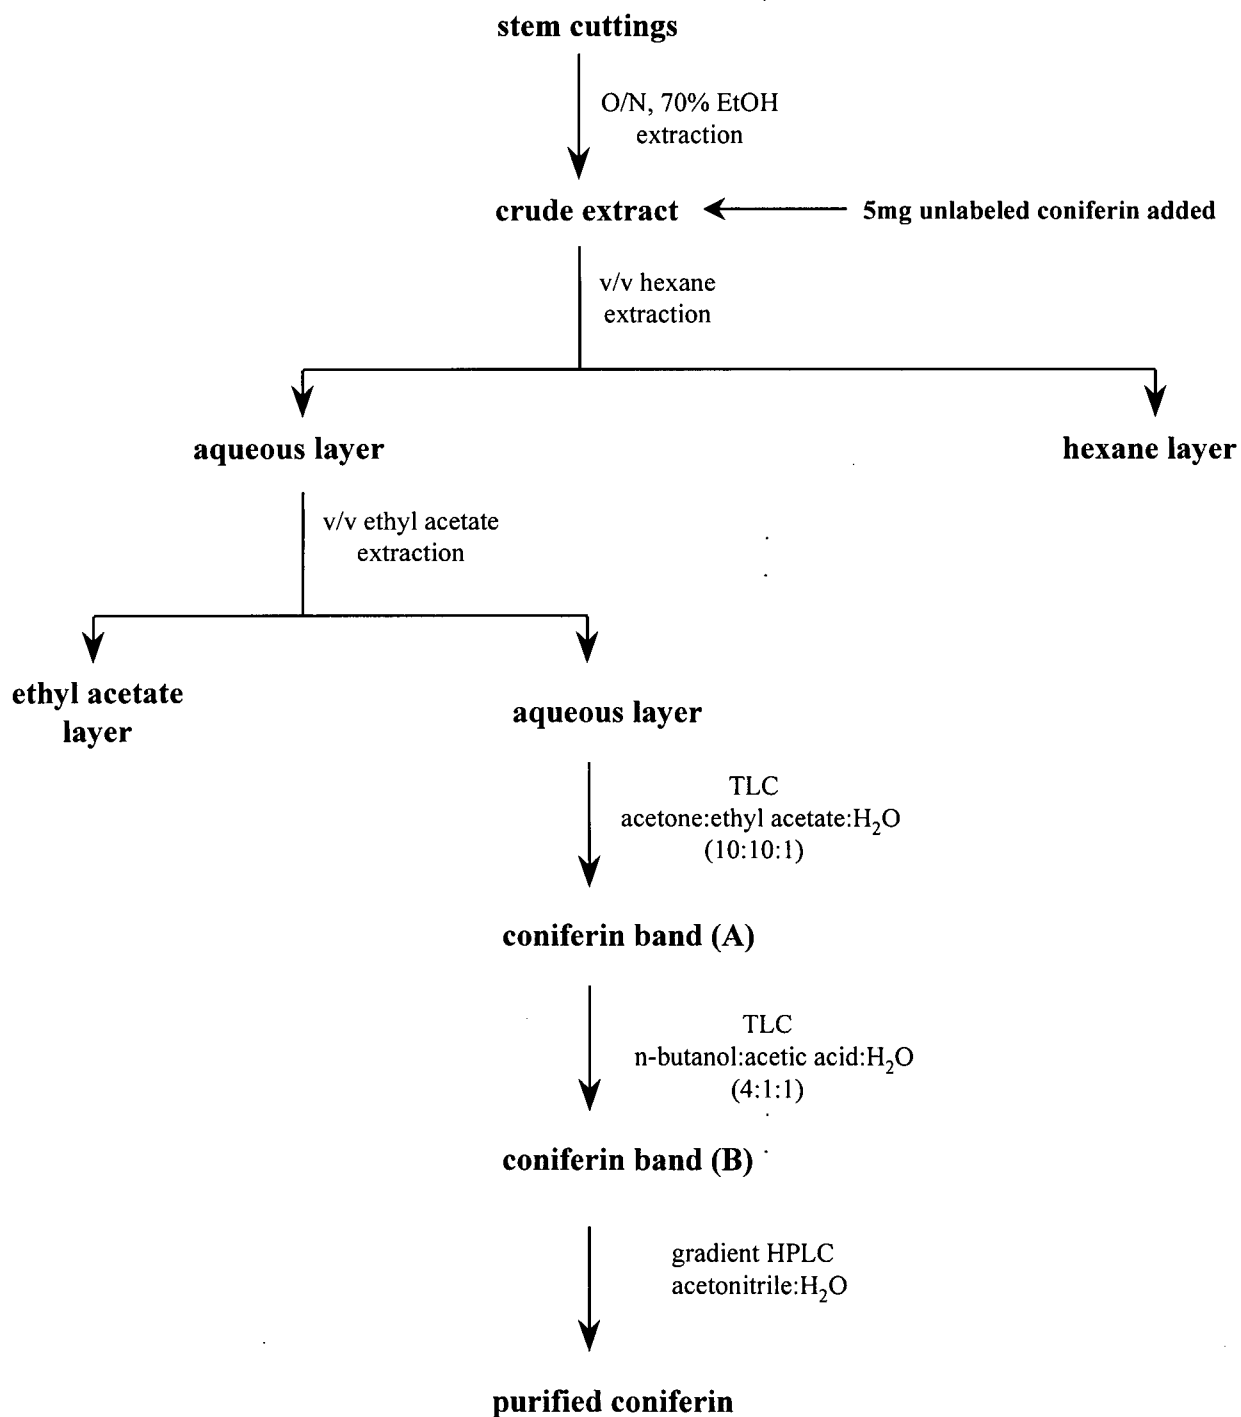 stem cuttings
O/N, 70% EtOH
extraction
crude extract
5mg unlabeled coniferin added
v/v hexane
extraction
aqueous layer
hexane layer
v/v ethyl acetate
extraction
ethyl acetate
layer
aqueous layer
TLC
acetone:ethyl acetate:H₂O
(10:10:1)
coniferin band (A)
TLC
n-butanol:acetic acid:H₂O
(4:1:1)
coniferin band (B)
gradient HPLC
acetonitrile:H₂O
purified coniferin